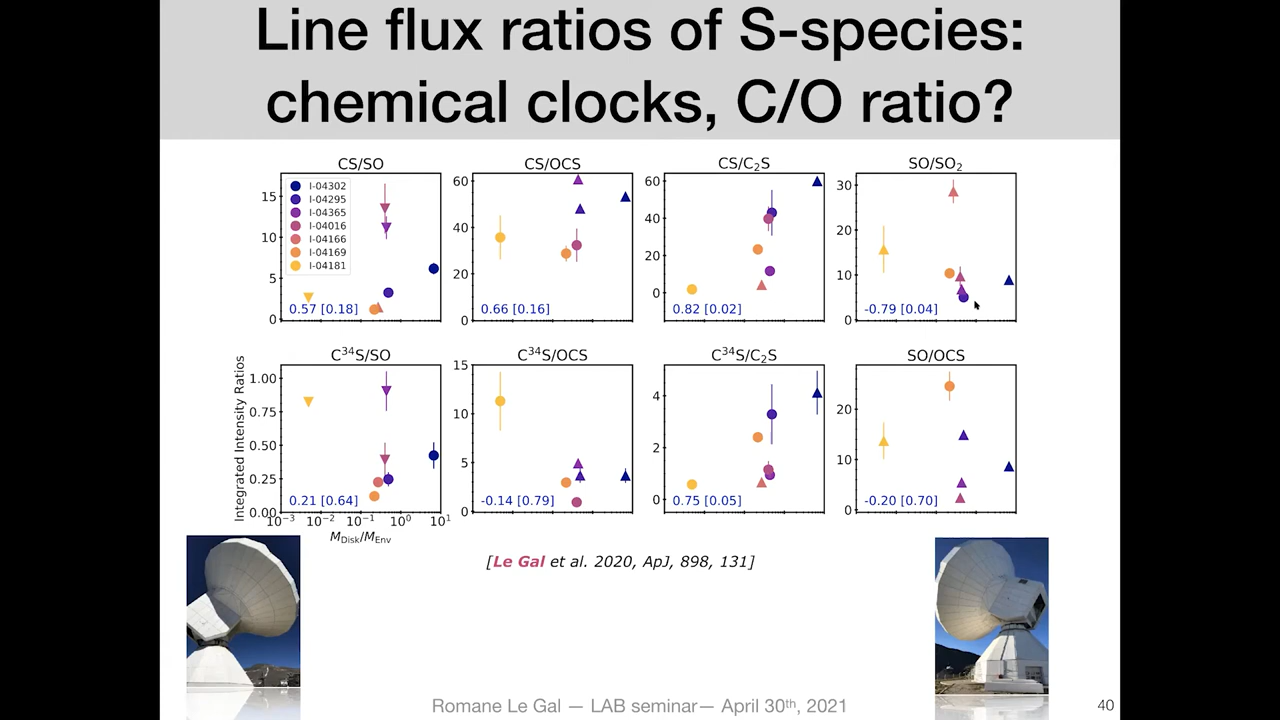 Line flux ratios of S-species:
chemical clocks, C/O ratio?
CS/SO
15
10
5
0
I-04302
I-04295
I-04365
I-04016
I-04166
I-04169
I-04181
0.57 [0.18]
CS/OCS
60
40
20
0
0.66 [0.16]
CS/C₂S
60
40
20
0
0.82 [0.02]
SO/SO₂
30
20
10
0
-0.79 [0.04]
Integrated Intensity Ratios
C³⁴S/SO
1.00
0.75
0.50
0.25
0.00
0.21 [0.64]
10⁻³ 10⁻² 10⁻¹ 10⁰ 10¹
M_Disk/M_Env
C³⁴S/OCS
15
10
5
0
-0.14 [0.79]
C³⁴S/C₂S
4
2
0
0.75 [0.05]
SO/OCS
20
10
0
-0.20 [0.70]
[Le Gal et al. 2020, ApJ, 898, 131]
Romane Le Gal — LAB seminar— April 30th, 2021
40